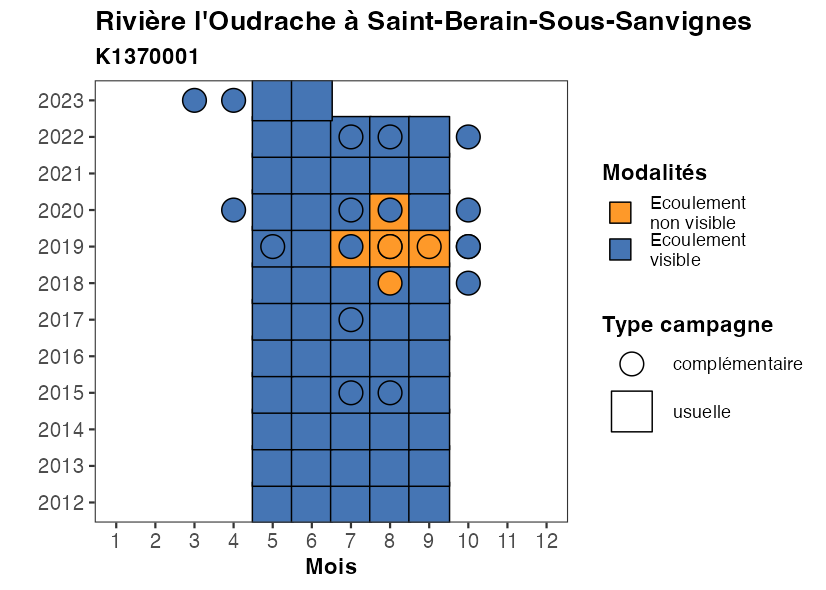 Rivière l'Oudrache à Saint-Berain-Sous-Sanvignes
K1370001
2023
2022
2021
2020
2019
2018
2017
2016
2015
2014
2013
2012
1 2 3 4 5 6 7 8 9 10 11 12
Mois
Modalités
Ecoulement
non visible
Ecoulement
visible
Type campagne
complémentaire
usuelle